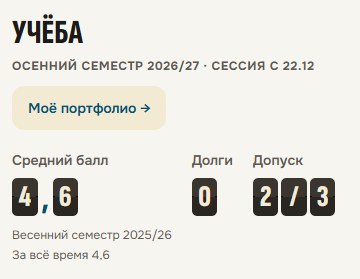 УЧЁБА
ОСЕННИЙ СЕМЕСТР 2026/27 · СЕССИЯ С 22.12
Моё портфолио →
Средний балл Долги Допуск
4,6 0 2/3
Весенний семестр 2025/26
За всё время 4,6